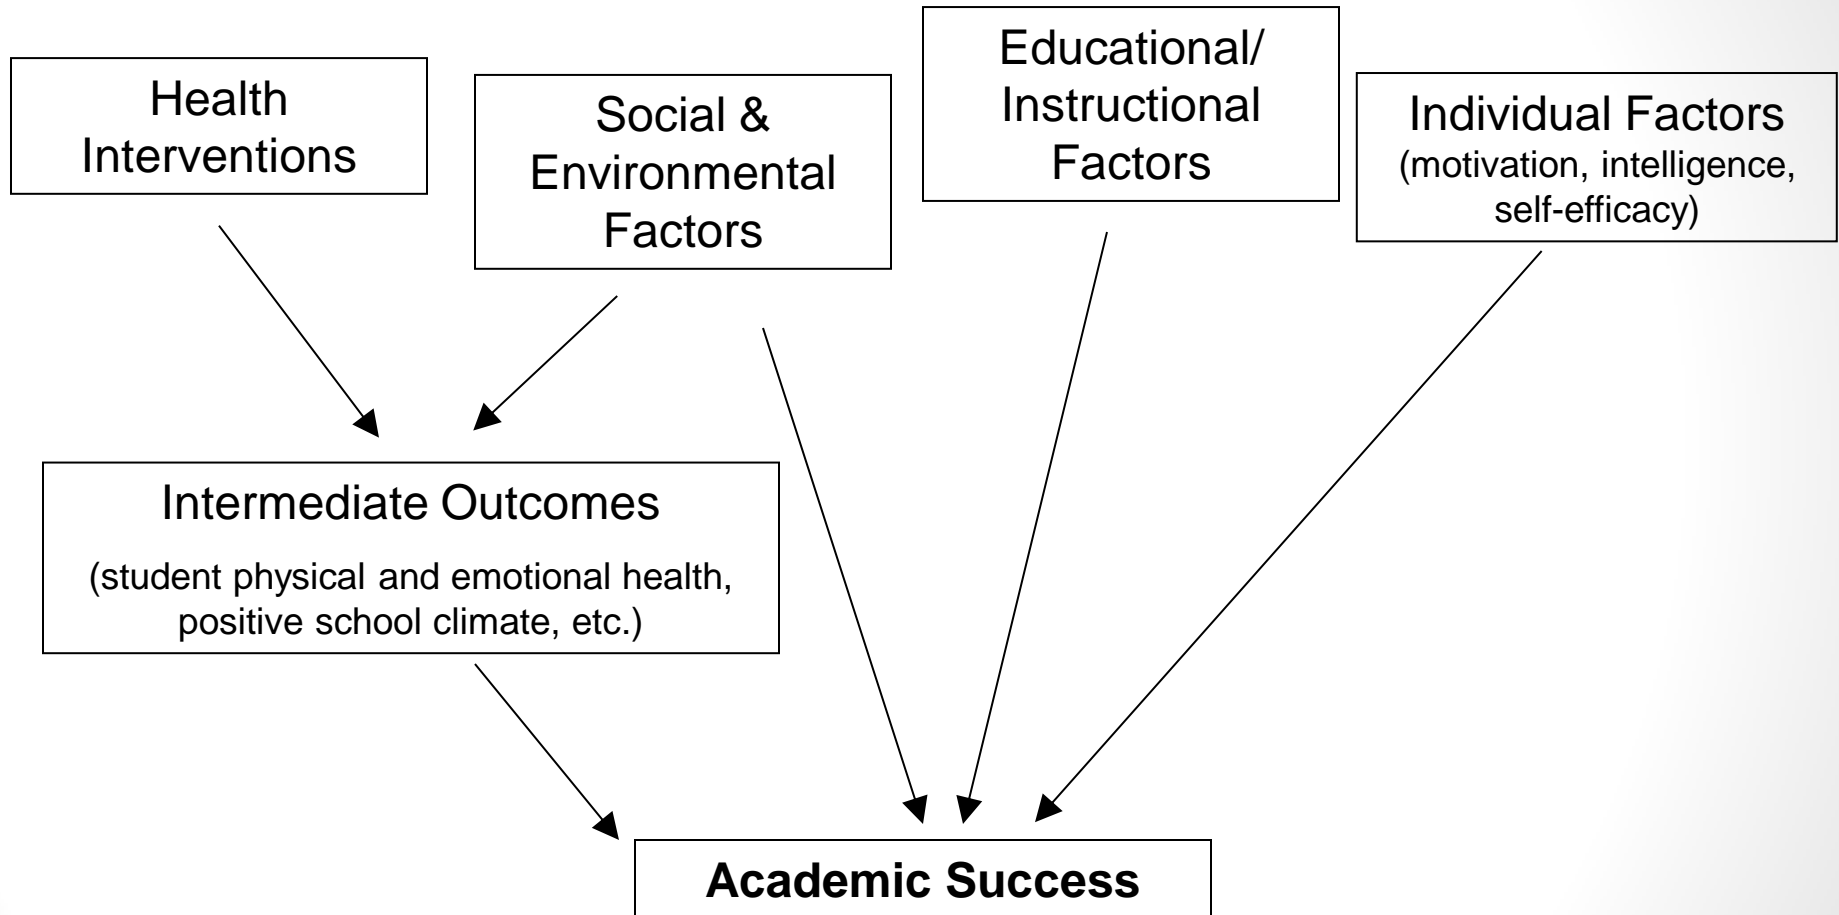 Health
Interventions
Social &
Environmental
Factors
Educational/
Instructional
Factors
Individual Factors
(motivation, intelligence,
self-efficacy)
Intermediate Outcomes
(student physical and emotional health,
positive school climate, etc.)
Academic Success